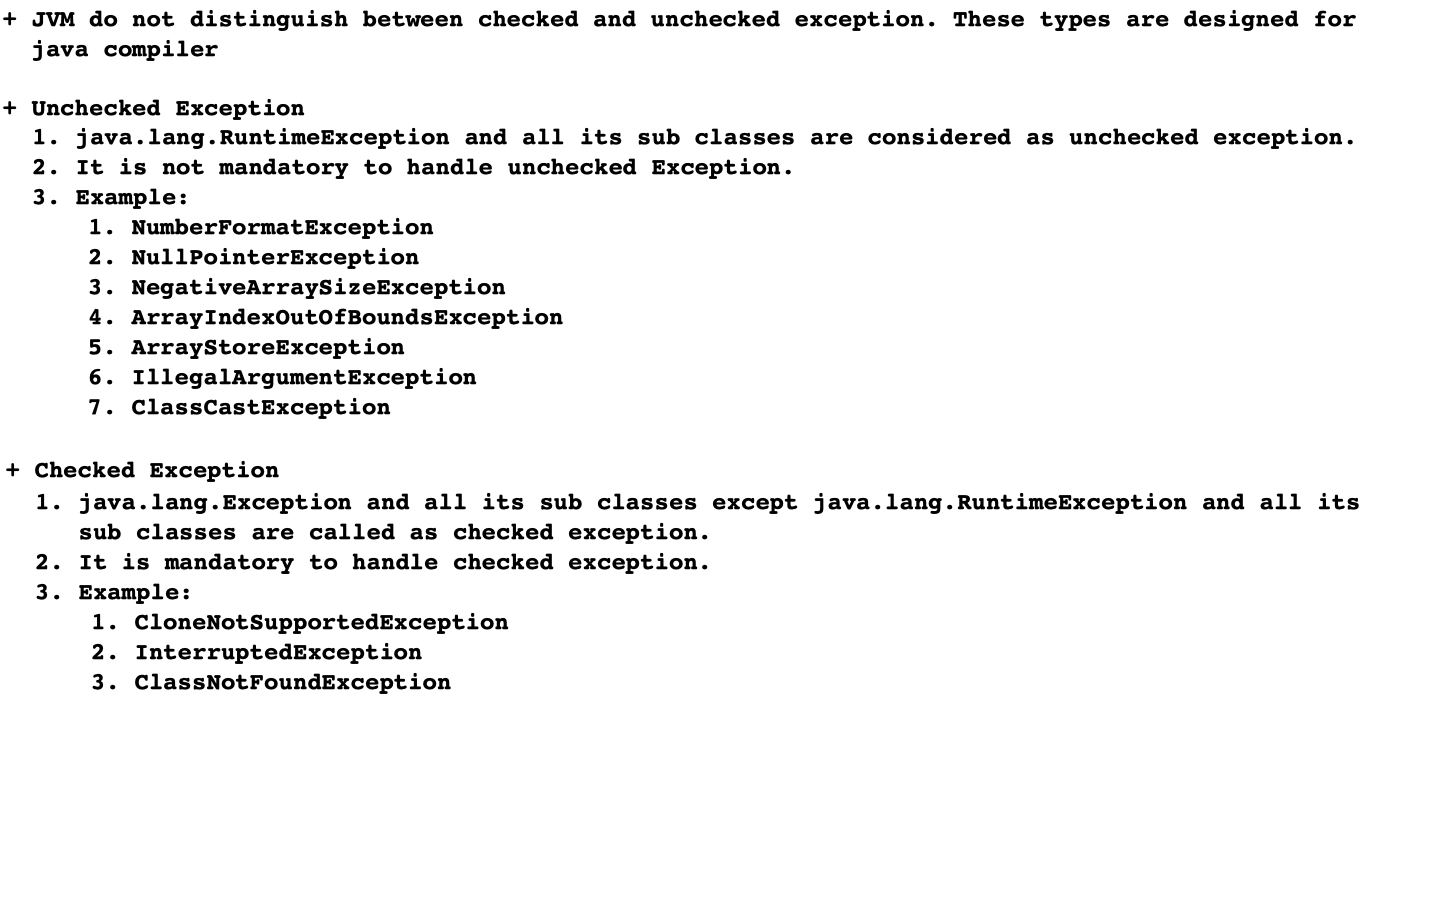 + JVM do not distinguish between checked and unchecked exception. These types are designed for
java compiler
+ Unchecked Exception
1. java.lang.RuntimeException and all its sub classes are considered as unchecked exception.
2. It is not mandatory to handle unchecked Exception.
3. Example:
1. NumberFormatException
2. NullPointerException
3. NegativeArraySizeException
4. ArrayIndexOutOfBoundsException
5. ArrayStoreException
6. IllegalArgumentException
7. ClassCastException
+ Checked Exception
1. java.lang.Exception and all its sub classes except java.lang.RuntimeException and all its
sub classes are called as checked exception.
2. It is mandatory to handle checked exception.
3. Example:
1. CloneNotSupportedException
2. InterruptedException
3. ClassNotFoundException